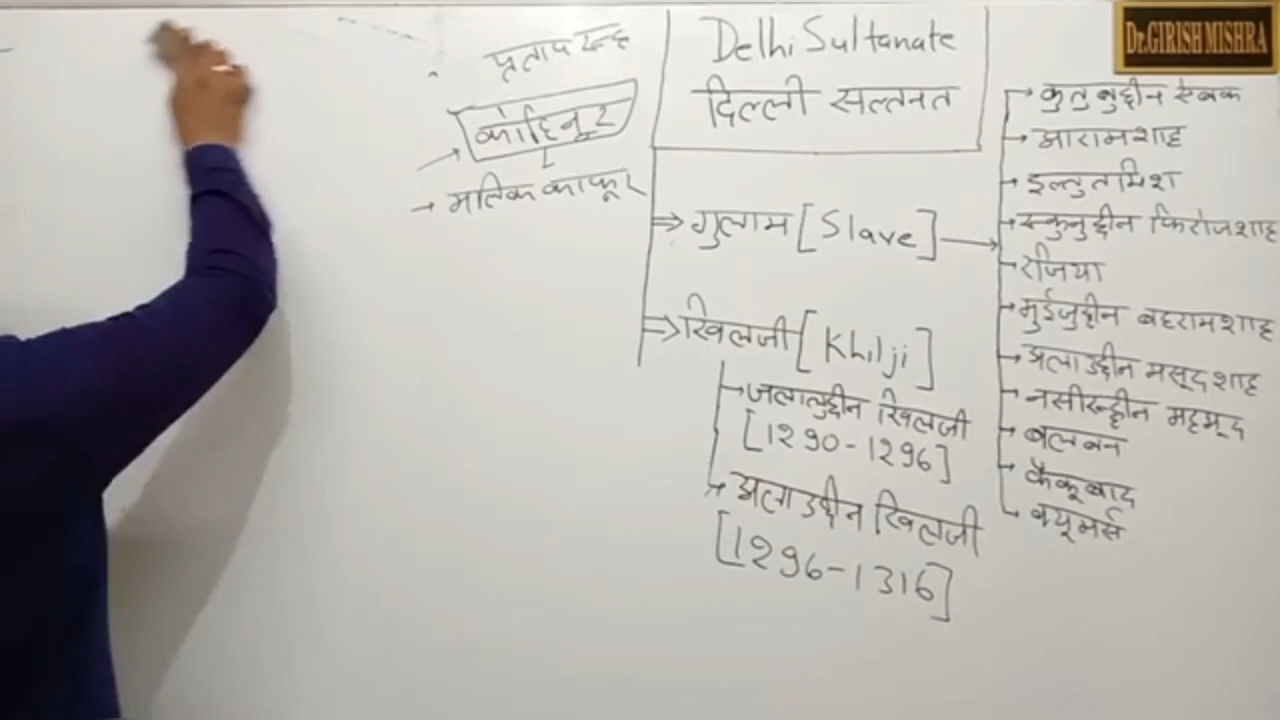 Dr.GIRISH MISHRA
Delhi Sultanate
दिल्ली सल्तनत
प्रताप रुद्र
कोहिनूर
मलिक काफूर
गुलाम [Slave]
कुतुबुद्दीन ऐबक
आरामशाह
इल्तुतमिश
रुकुनुद्दीन फिरोजशाह
रजिया
मुईजुद्दीन बहरामशाह
अलाउद्दीन मसूदशाह
नसीरुद्दीन महमूद
बलबन
कैकूबाद
क्यूमर्स
खिलजी [Khilji]
जलालुद्दीन खिलजी
[1290-1296]
अलाउद्दीन खिलजी
[1296-1316]